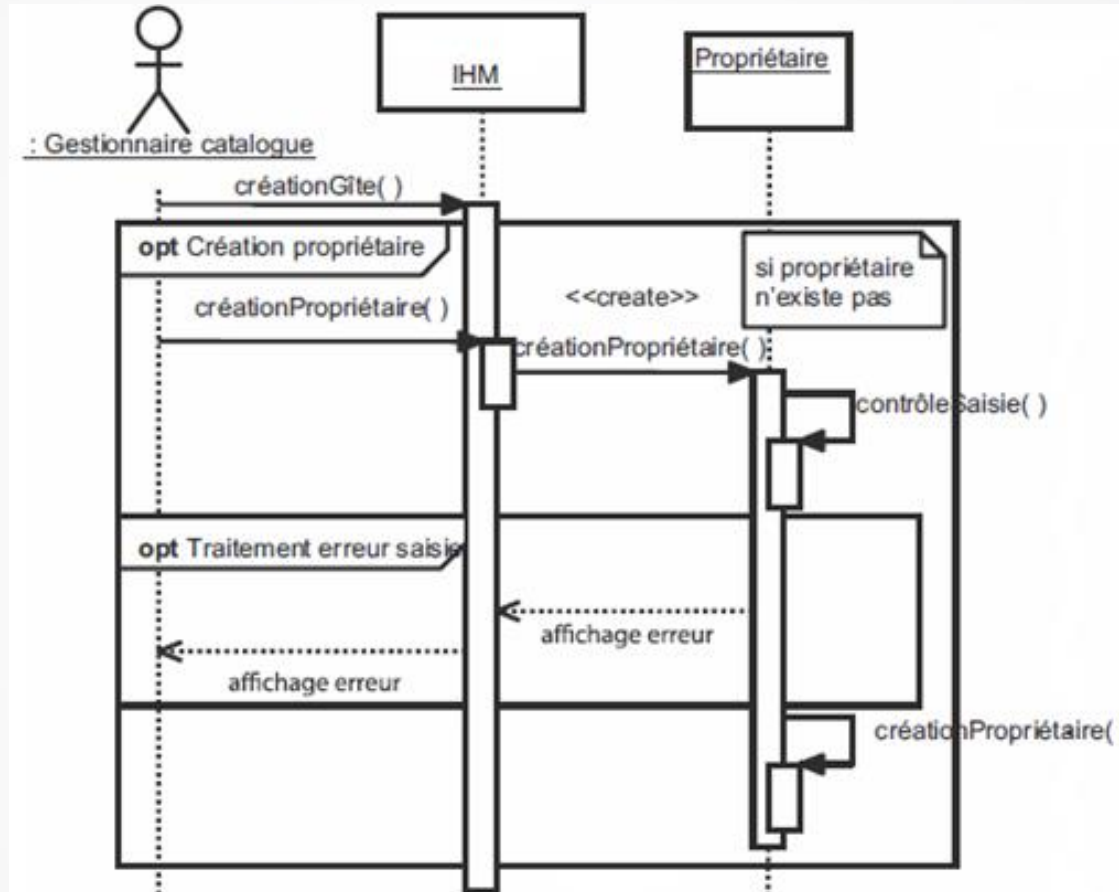 IHM
Propriétaire
: Gestionnaire catalogue
créationGîte( )
opt Création propriétaire
si propriétaire
n'existe pas
<<create>>
créationPropriétaire( )
créationPropriétaire( )
contrôleSaisie( )
opt Traitement erreur saisie
affichage erreur
affichage erreur
créationPropriétaire(